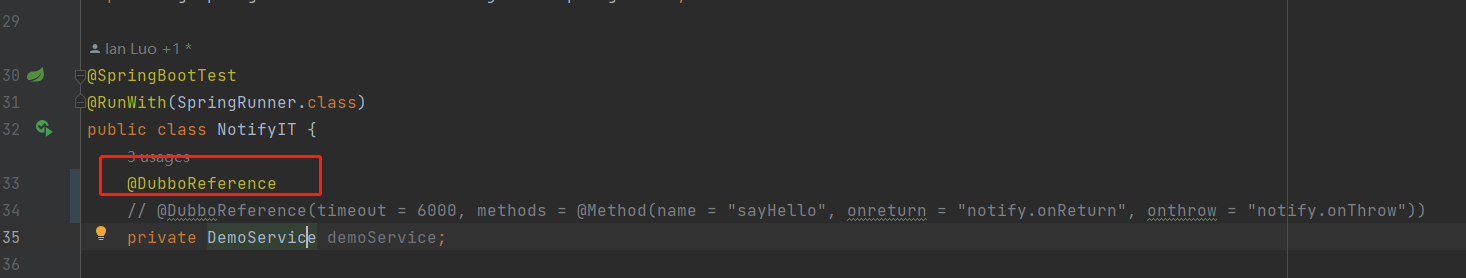 29
Ian Luo +1 *
30 @SpringBootTest
31 @RunWith(SpringRunner.class)
32 public class NotifyIT {
3 usages
33 @DubboReference
34 // @DubboReference(timeout = 6000, methods = @Method(name = "sayHello", onreturn = "notify.onReturn", onthrow = "notify.onThrow"))
35 private DemoService demoService;
36